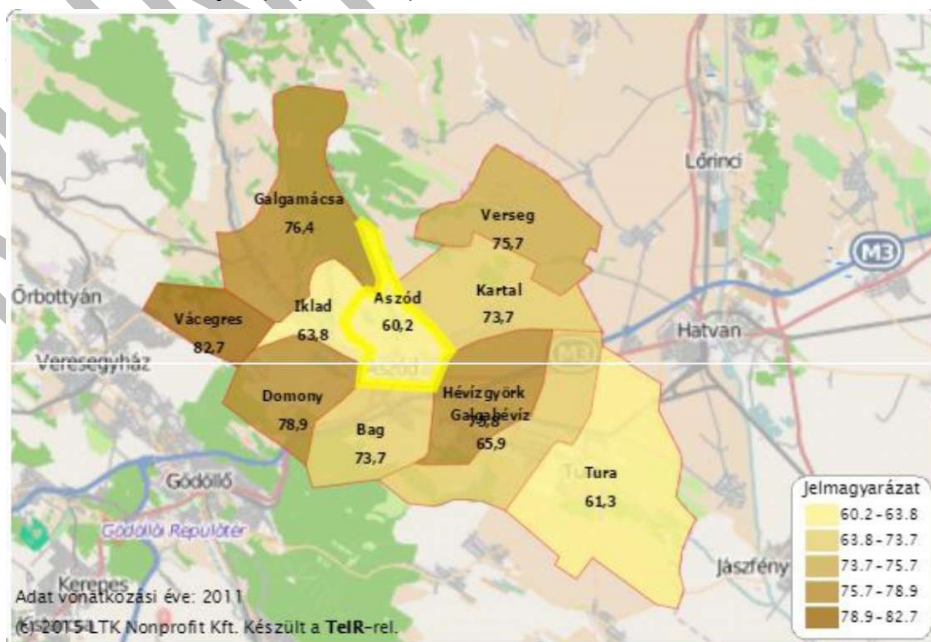 Lőrinci
M3
Galgamácsa
76,4
Verseg
75,7
Őrbottyán
Vácegres
82,7
Iklad
63,8
Aszód
60,2
Kartal
73,7
Hatvan
M3
Veresegyház
Domony
78,9
Hévízgyörk
Galgahévíz
65,9
Bag
73,7
Gödöllő
Gödöllői Repülőtér
Tura
61,3
Jászfény
Kerepes
Jelmagyarázat
60.2-63.8
63.8-73.7
73.7-75.7
75.7-78.9
78.9-82.7
Adat vonatkozási éve: 2011
(c) 2015 LTK Nonprofit Kft. Készült a TeIR-rel.